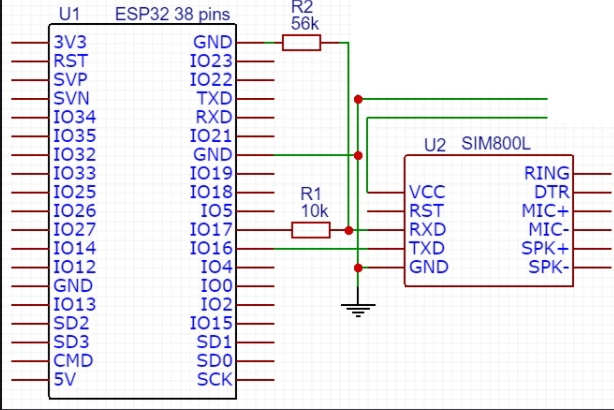 U1 ESP32 38 pins
R2
56k
3V3 GND
RST IO23
SVP IO22
SVN TXD
IO34 RXD
IO35 IO21
IO32 GND
IO33 IO19
IO25 IO18
IO26 IO5
IO27 IO17
IO14 IO16
IO12 IO4
GND IO0
IO13 IO2
SD2 IO15
SD3 SD1
CMD SD0
5V SCK
R1
10k
U2 SIM800L
RING
VCC DTR
RST MIC+
RXD MIC-
TXD SPK+
GND SPK-